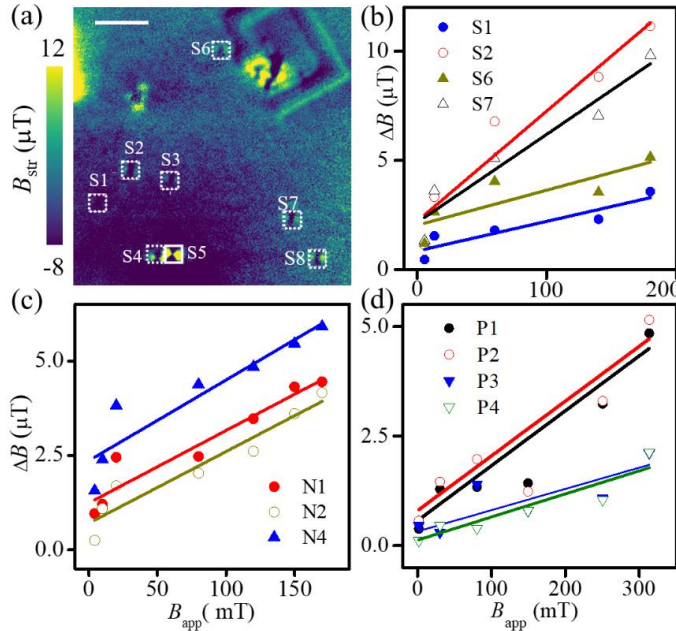 (a)
12
B_str (μT)
-8
S6
S2
S3
S1
S7
S4
S5
S8
(b)
S1
S2
S6
S7
ΔB (μT)
10
5
0
0
100
200
(c)
ΔB (μT)
5.0
2.5
0.0
N1
N2
N4
0
50
100
150
B_app( mT)
(d)
P1
P2
P3
P4
5.0
2.5
0.0
0
100
200
300
B_app (mT)